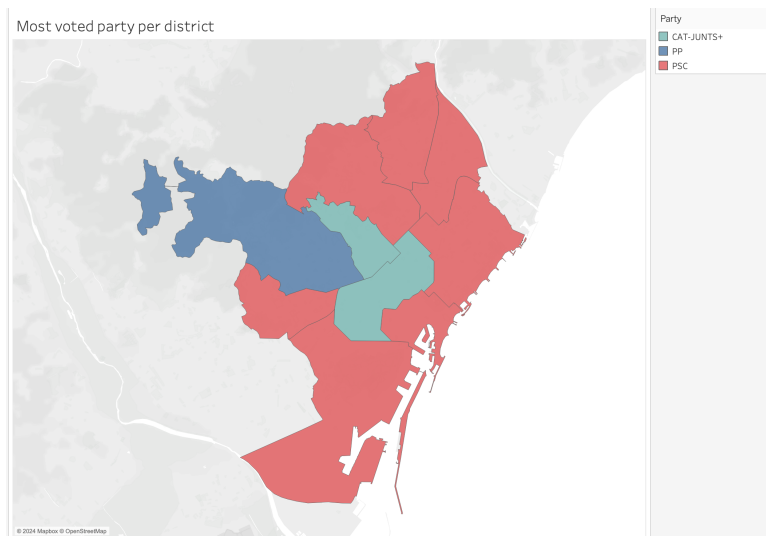 Most voted party per district
Party
CAT-JUNTS+
PP
PSC
© 2024 Mapbox © OpenStreetMap